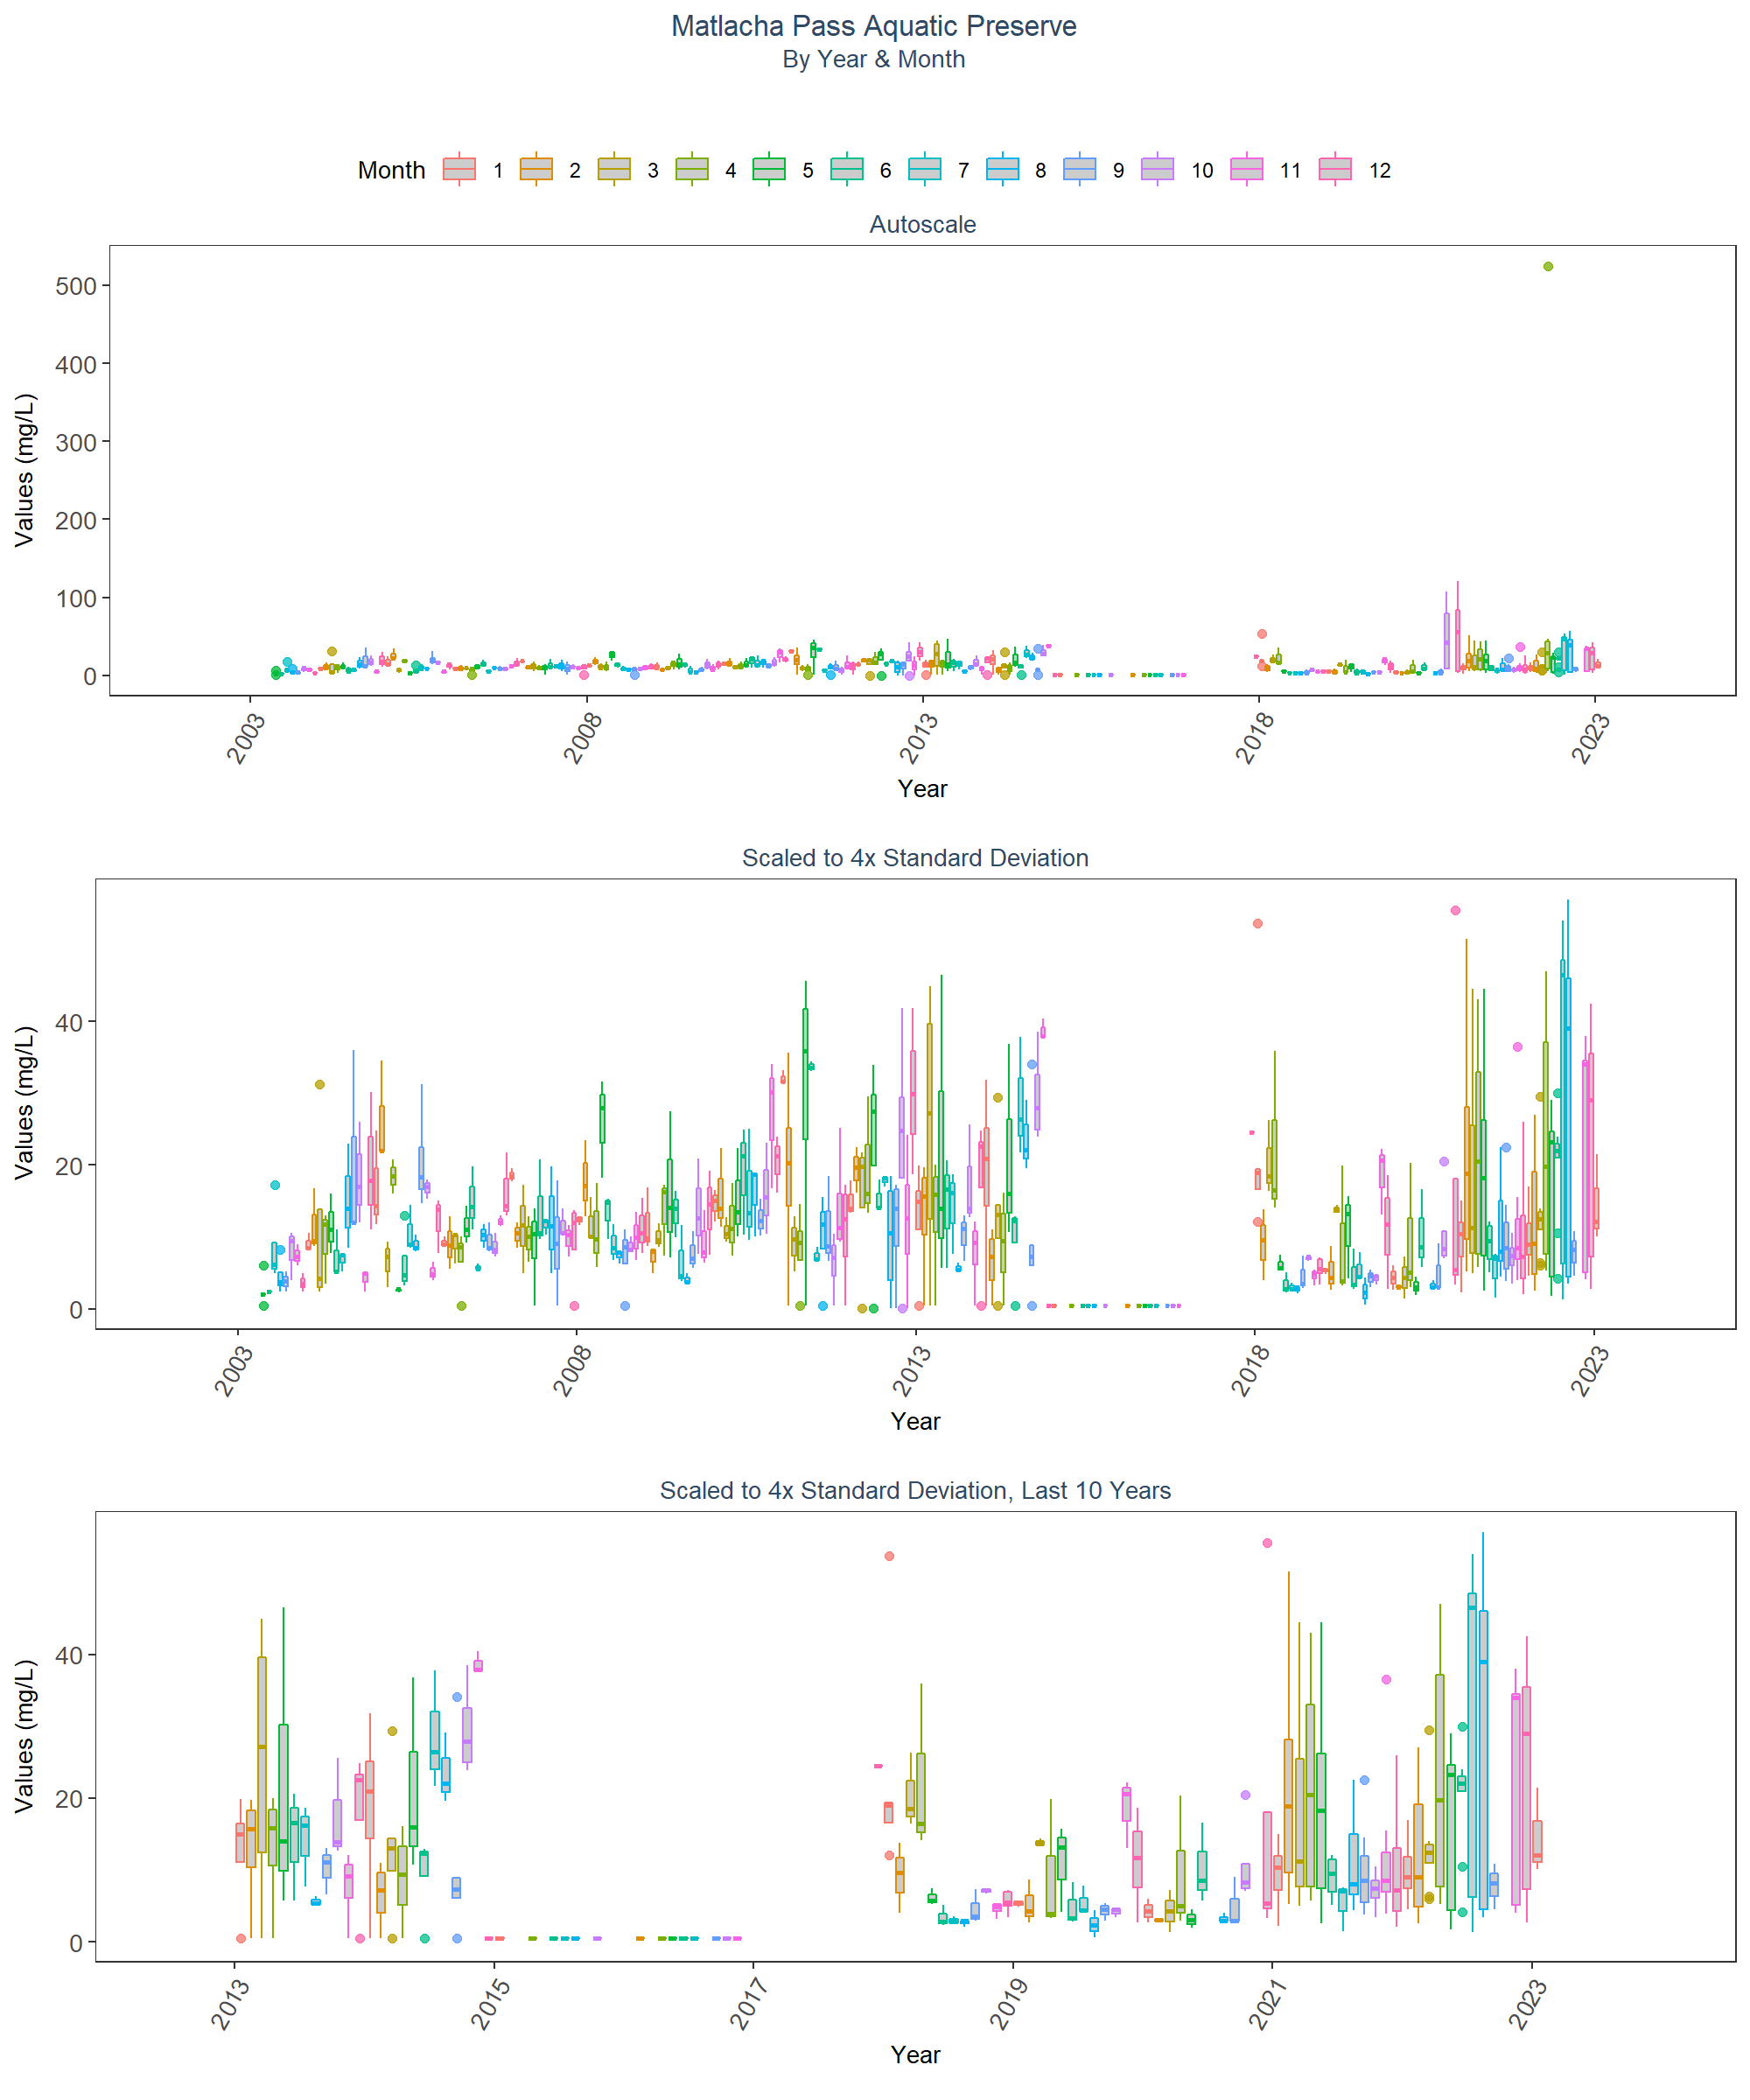 Matlacha Pass Aquatic Preserve
By Year & Month
Month 1 2 3 4 5 6 7 8 9 10 11 12
Autoscale
Values (mg/L)
500
400
300
200
100
0
2003 2008 2013 2018 2023
Year
Scaled to 4x Standard Deviation
Values (mg/L)
40
20
0
2003 2008 2013 2018 2023
Year
Scaled to 4x Standard Deviation, Last 10 Years
Values (mg/L)
40
20
0
2013 2015 2017 2019 2021 2023
Year